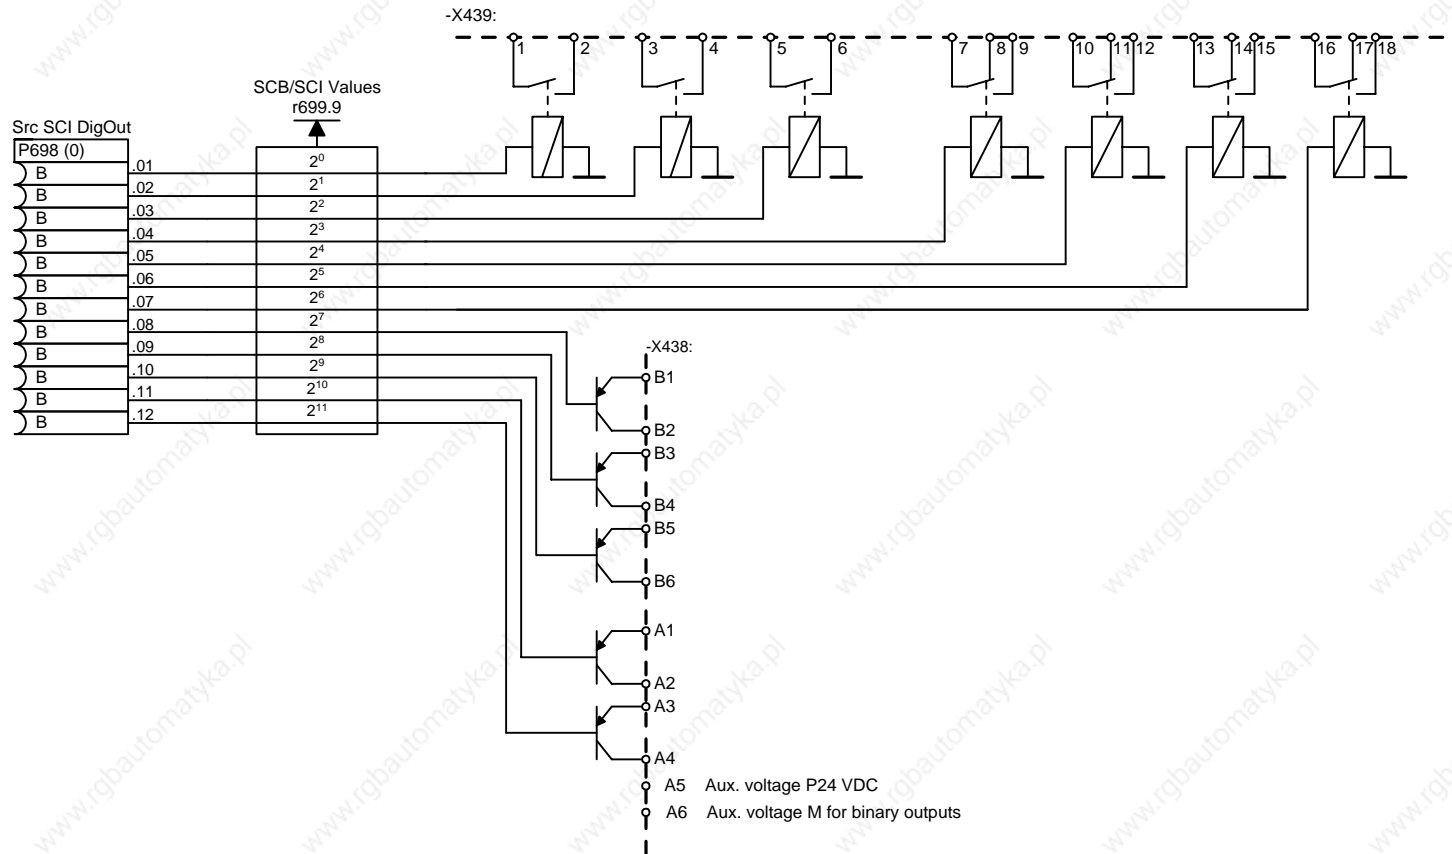 -X439:
1 2 3 4 5 6 7 8 9 10 11 12 13 14 15 16 17 18
SCB/SCI Values
r699.9
Src SCI DigOut
P698 (0)
B .01 2⁰
B .02 2¹
B .03 2²
B .04 2³
B .05 2⁴
B .06 2⁵
B .07 2⁶
B .08 2⁷
B .09 2⁸
B .10 2⁹
B .11 2¹⁰
B .12 2¹¹
-X438:
B1
B2
B3
B4
B5
B6
A1
A2
A3
A4
A5 Aux. voltage P24 VDC
A6 Aux. voltage M for binary outputs
www.rgbautomatyka.pl